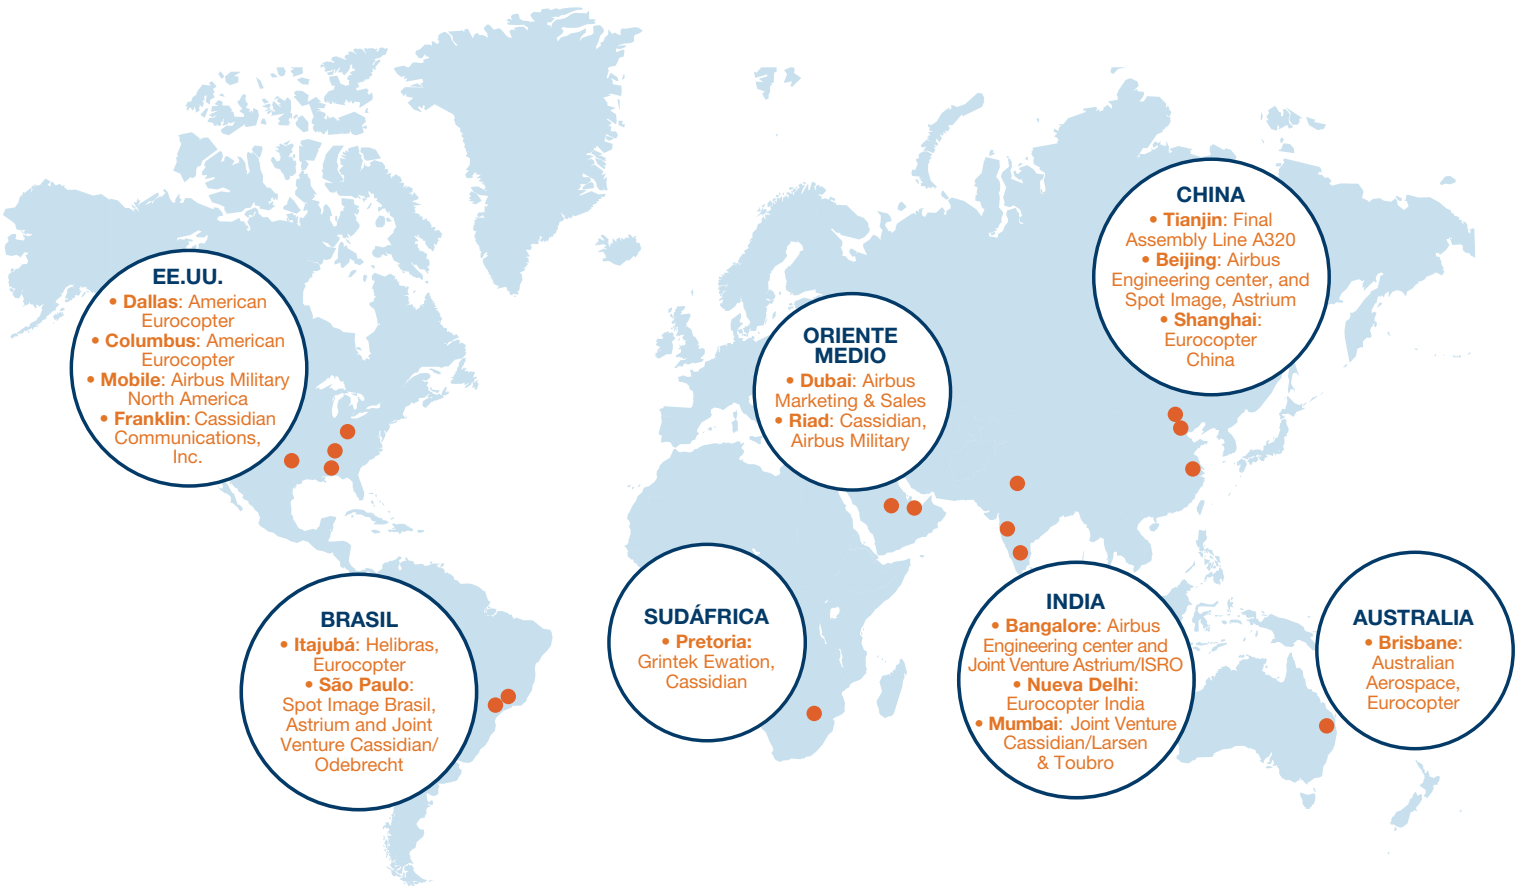 EE.UU.
• Dallas: American
Eurocopter
• Columbus: American
Eurocopter
• Mobile: Airbus Military
North America
• Franklin: Cassidian
Communications,
Inc.
BRASIL
• Itajubá: Helibras,
Eurocopter
• São Paulo:
Spot Image Brasil,
Astrium and Joint
Venture Cassidian/
Odebrecht
ORIENTE
MEDIO
• Dubai: Airbus
Marketing & Sales
• Riad: Cassidian,
Airbus Military
SUDÁFRICA
• Pretoria:
Grintek Ewation,
Cassidian
CHINA
• Tianjin: Final
Assembly Line A320
• Beijing: Airbus
Engineering center, and
Spot Image, Astrium
• Shanghai:
Eurocopter
China
INDIA
• Bangalore: Airbus
Engineering center and
Joint Venture Astrium/ISRO
• Nueva Delhi:
Eurocopter India
• Mumbai: Joint Venture
Cassidian/Larsen
& Toubro
AUSTRALIA
• Brisbane:
Australian
Aerospace,
Eurocopter